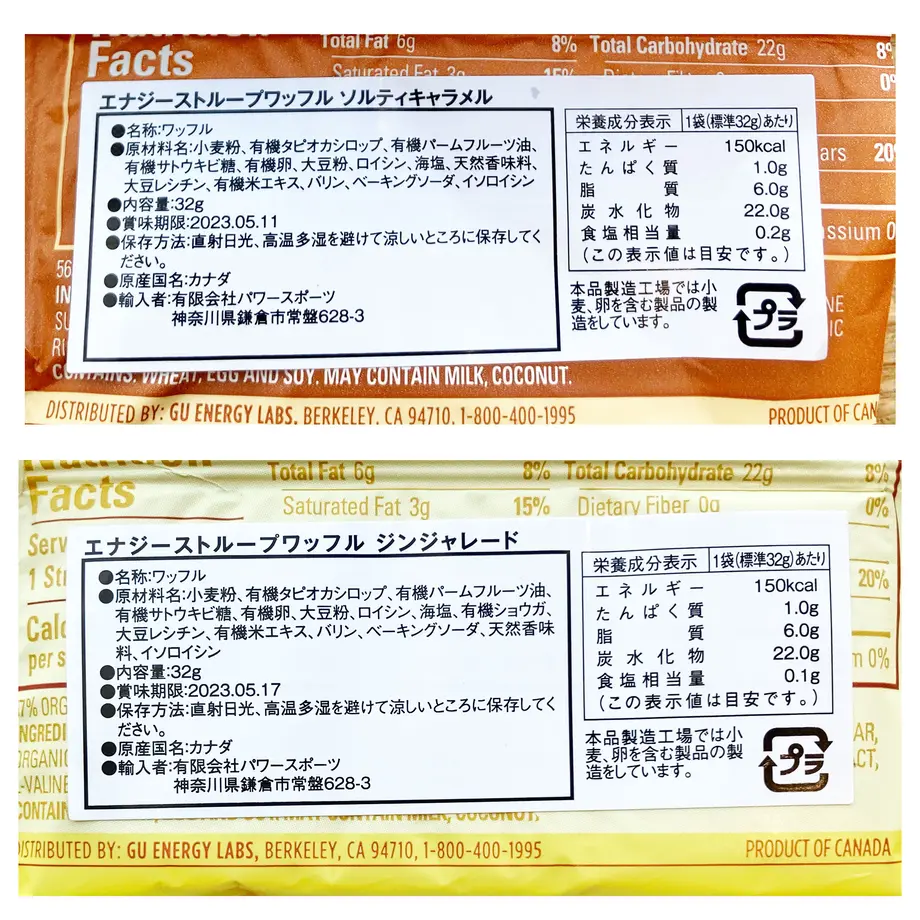 Facts
Total Fat 6g 8% Total Carbohydrate 22g 8%
Saturated Fat 3g 15%
0%
エナジーストループワッフル ソルティキャラメル
●名称:ワッフル
●原材料名:小麦粉、有機タピオカシロップ、有機パームフルーツ油、
有機サトウキビ糖、有機卵、大豆粉、ロイシン、海塩、天然香味料、
大豆レシチン、有機米エキス、バリン、ベーキングソーダ、イソロイシン
●内容量:32g
●賞味期限:2023.05.11
●保存方法:直射日光、高温多湿を避けて涼しいところに保存してく
ださい。
●原産国名:カナダ
●輸入者:有限会社パワースポーツ
神奈川県鎌倉市常盤628-3
栄養成分表示 1袋(標準32g)あたり
エネルギー 150kcal
たんぱく質 1.0g
脂質 6.0g
炭水化物 22.0g
食塩相当量 0.2g
(この表示値は目安です。)
本品製造工場では小
麦、卵を含む製品の製
造をしています。
プラ
ars 20
assium 0
CONTAINS: WHEAT, EGG AND SOY. MAY CONTAIN MILK, COCONUT.
DISTRIBUTED BY: GU ENERGY LABS, BERKELEY, CA 94710, 1-800-400-1995 PRODUCT OF CAN
Nutrition
Facts
Total Fat 6g 8% Total Carbohydrate 22g 8%
Saturated Fat 3g 15% Dietary Fiber 0g 0%
Serv
1 St
20%
Calo
per s
m 0%
エナジーストループワッフル ジンジャレード
●名称:ワッフル
●原材料名:小麦粉、有機タピオカシロップ、有機パームフルーツ油、
有機サトウキビ糖、有機卵、大豆粉、ロイシン、海塩、有機ショウガ、
大豆レシチン、有機米エキス、バリン、ベーキングソーダ、天然香味
料、イソロイシン
●内容量:32g
●賞味期限:2023.05.17
●保存方法:直射日光、高温多湿を避けて涼しいところに保存してく
ださい。
●原産国名:カナダ
●輸入者:有限会社パワースポーツ
神奈川県鎌倉市常盤628-3
栄養成分表示 1袋(標準32g)あたり
エネルギー 150kcal
たんぱく質 1.0g
脂質 6.0g
炭水化物 22.0g
食塩相当量 0.1g
(この表示値は目安です。)
本品製造工場では小
麦、卵を含む製品の製
造をしています。
プラ
7% ORG
NGREDI
ORGANIC
L-VALINE
CONTAIN
AR,
CT,
ISTRIBUTED BY: GU ENERGY LABS, BERKELEY, CA 94710, 1-800-400-1995 PRODUCT OF CANADA